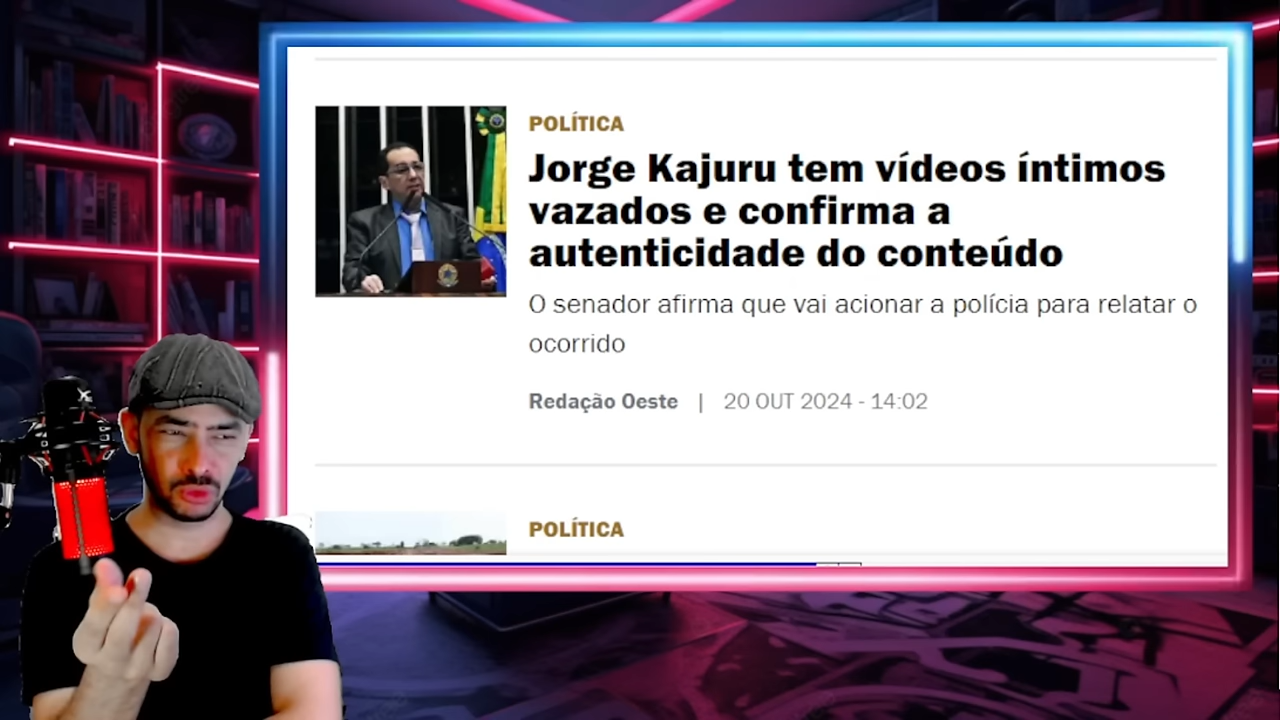 POLÍTICA
Jorge Kajuru tem vídeos íntimos
vazados e confirma a
autenticidade do conteúdo
O senador afirma que vai acionar a polícia para relatar o
ocorrido
Redação Oeste | 20 OUT 2024 - 14:02
POLÍTICA